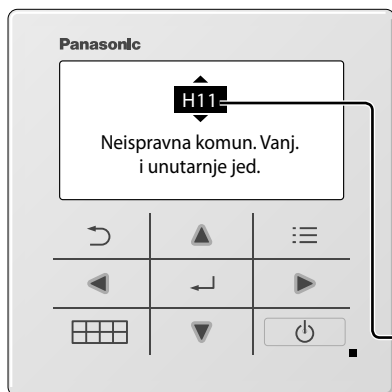 Panasonic
H11
Neispravna komun. Vanj.
i unutarnje jed.